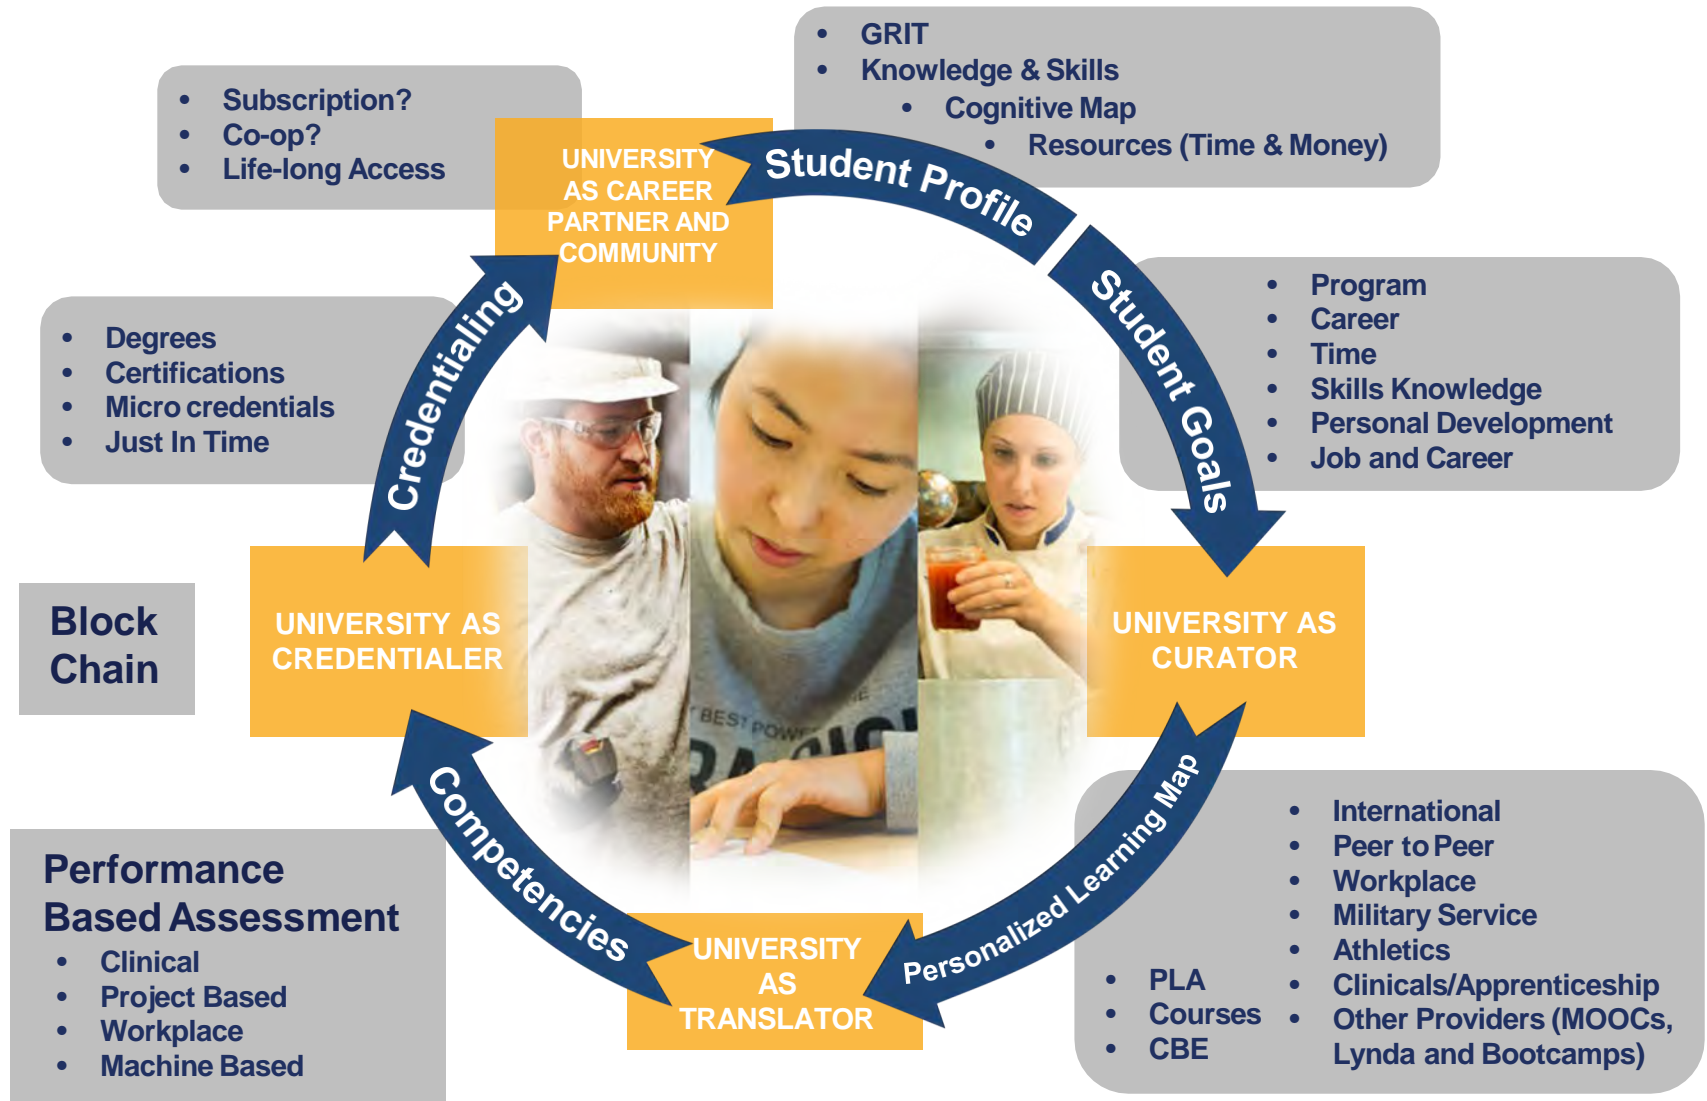 GRIT
Knowledge & Skills
Cognitive Map
Resources (Time & Money)
Subscription?
Co-op?
Life-long Access
UNIVERSITY
AS CAREER
PARTNER AND
COMMUNITY
Student Profile
Student Goals
Program
Career
Time
Skills Knowledge
Personal Development
Job and Career
Credentialing
Degrees
Certifications
Micro credentials
Just In Time
Block
Chain
UNIVERSITY AS
CREDENTIALER
UNIVERSITY AS
CURATOR
BEST POW
Personalized Learning Map
International
Peer to Peer
Workplace
Military Service
Athletics
Clinicals/Apprenticeship
Other Providers (MOOCs,
Lynda and Bootcamps)
PLA
Courses
CBE
UNIVERSITY
AS
TRANSLATOR
Competencies
Performance
Based Assessment
Clinical
Project Based
Workplace
Machine Based